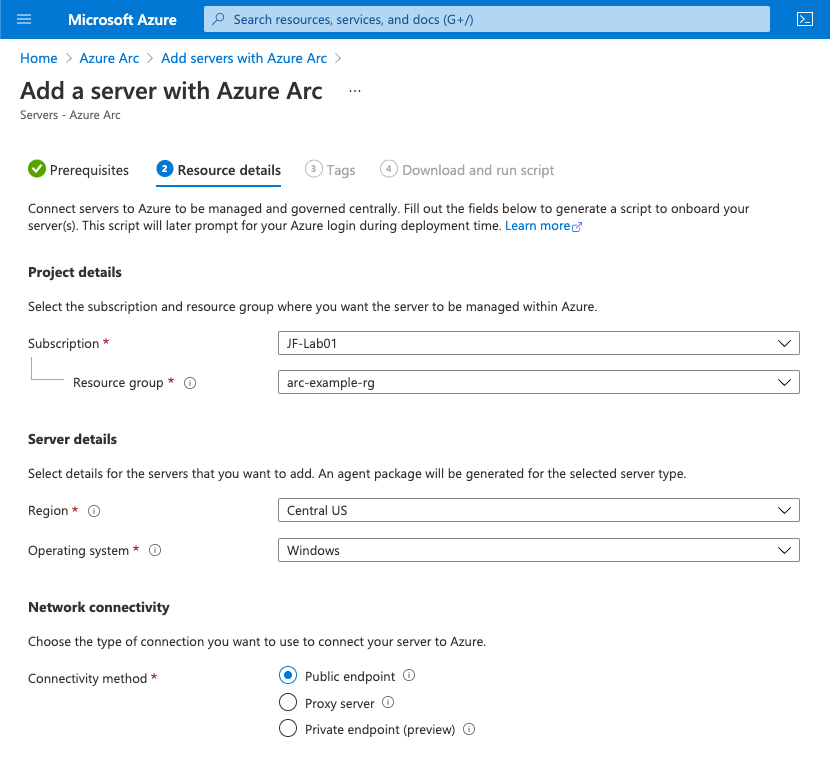 Microsoft Azure
Search resources, services, and docs (G+/)
Home > Azure Arc > Add servers with Azure Arc >
Add a server with Azure Arc ...
Servers - Azure Arc
Prerequisites 2 Resource details 3 Tags 4 Download and run script
Connect servers to Azure to be managed and governed centrally. Fill out the fields below to generate a script to onboard your
server(s). This script will later prompt for your Azure login during deployment time. Learn more
Project details
Select the subscription and resource group where you want the server to be managed within Azure.
Subscription * JF-Lab01
Resource group * arc-example-rg
Server details
Select details for the servers that you want to add. An agent package will be generated for the selected server type.
Region * Central US
Operating system * Windows
Network connectivity
Choose the type of connection you want to use to connect your server to Azure.
Connectivity method * Public endpoint
Proxy server
Private endpoint (preview)